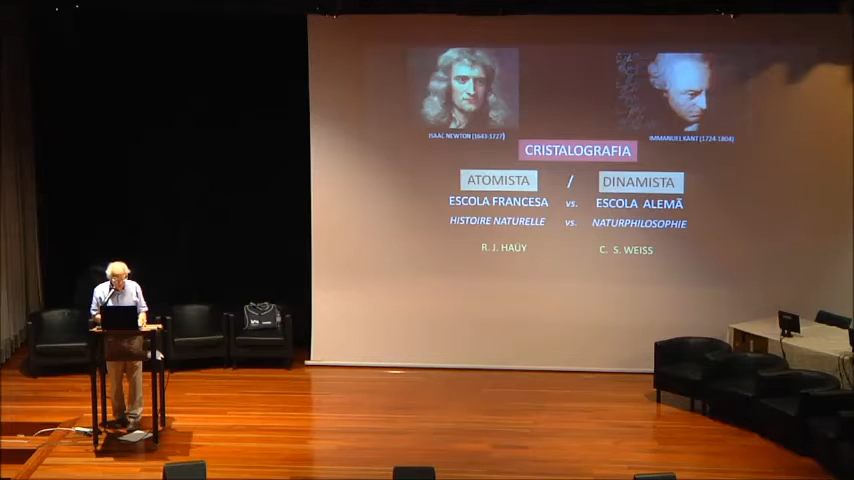 ISAAC NEWTON (1643-1727)
IMMANUEL KANT (1724-1804)
CRISTALOGRAFIA
ATOMISTA / DINAMISTA
ESCOLA FRANCESA vs. ESCOLA ALEMÃ
HISTOIRE NATURELLE vs. NATURPHILOSOPHIE
R. J. HAÜY C. S. WEISS